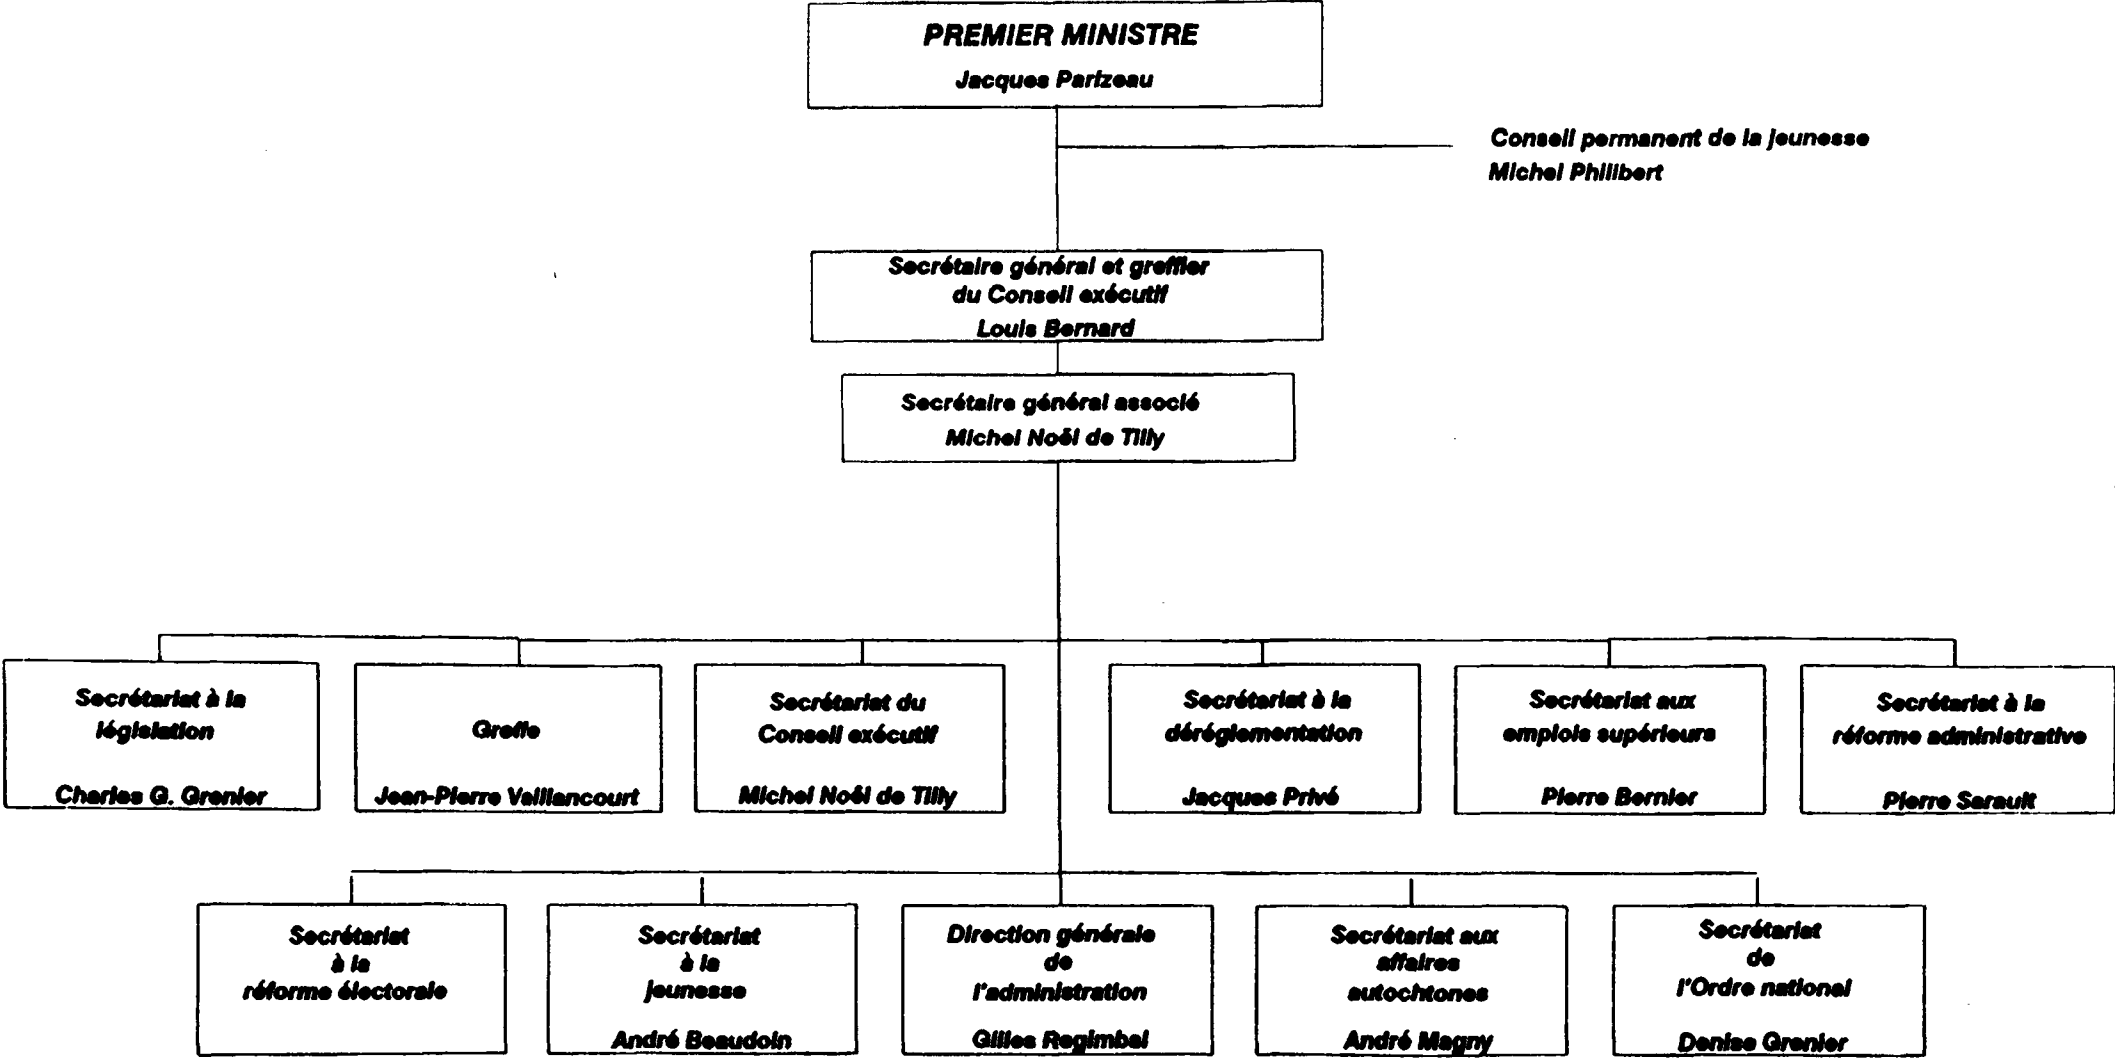 PREMIER MINISTRE
Jacques Parizeau
Conseil permanent de la jeunesse
Michel Philibert
Secrétaire général et greffier
du Conseil exécutif
Louis Bernard
Secrétaire général associé
Michel Noël de Tilly
Secrétariat à la
législation
Charles G. Grenier
Greffe
Jean-Pierre Vaillancourt
Secrétariat du
Conseil exécutif
Michel Noël de Tilly
Secrétariat à la
déréglementation
Jacques Privé
Secrétariat aux
emplois supérieurs
Pierre Bernier
Secrétariat à la
réforme administrative
Pierre Sarault
Secrétariat
à la
réforme électorale
Secrétariat
à la
jeunesse
André Beaudoin
Direction générale
de
l'administration
Gilles Regimbal
Secrétariat aux
affaires
autochtones
André Magny
Secrétariat
de
l'Ordre national
Denise Grenier